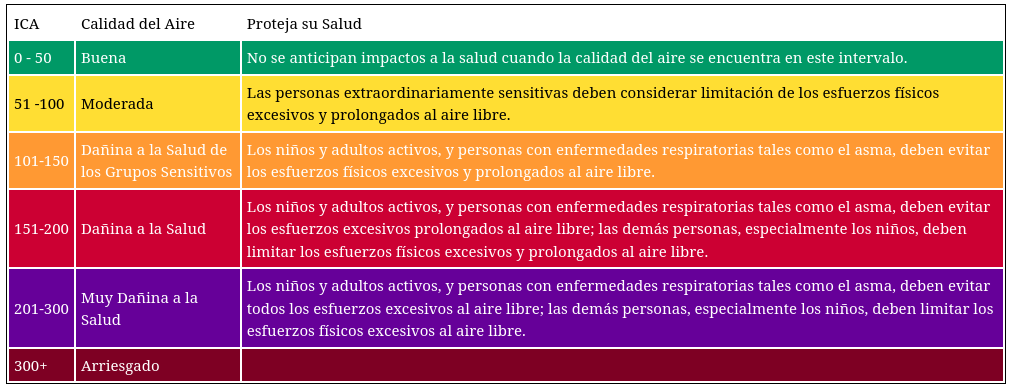 ICA Calidad del Aire Proteja su Salud
0 - 50 Buena No se anticipan impactos a la salud cuando la calidad del aire se encuentra en este intervalo.
51 -100 Moderada Las personas extraordinariamente sensitivas deben considerar limitación de los esfuerzos físicos
excesivos y prolongados al aire libre.
101-150 Dañina a la Salud de
los Grupos Sensitivos
Los niños y adultos activos, y personas con enfermedades respiratorias tales como el asma, deben evitar
los esfuerzos físicos excesivos y prolongados al aire libre.
151-200 Dañina a la Salud
Los niños y adultos activos, y personas con enfermedades respiratorias tales como el asma, deben evitar
los esfuerzos excesivos prolongados al aire libre; las demás personas, especialmente los niños, deben
limitar los esfuerzos físicos excesivos y prolongados al aire libre.
201-300 Muy Dañina a la
Salud
Los niños y adultos activos, y personas con enfermedades respiratorias tales como el asma, deben evitar
todos los esfuerzos excesivos al aire libre; las demás personas, especialmente los niños, deben limitar los
esfuerzos físicos excesivos al aire libre.
300+ Arriesgado